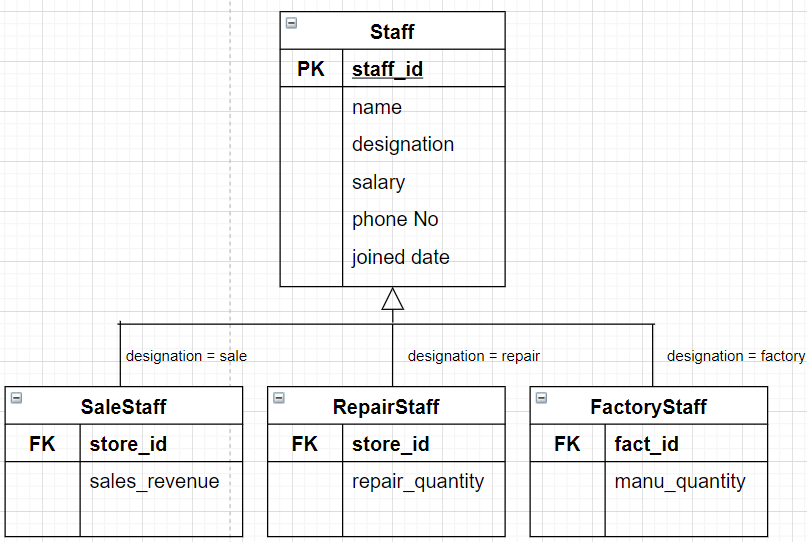 Staff
PK staff_id
name
designation
salary
phone No
joined date
designation = sale designation = repair designation = factory
SaleStaff RepairStaff FactoryStaff
FK store_id FK store_id FK fact_id
sales_revenue repair_quantity manu_quantity